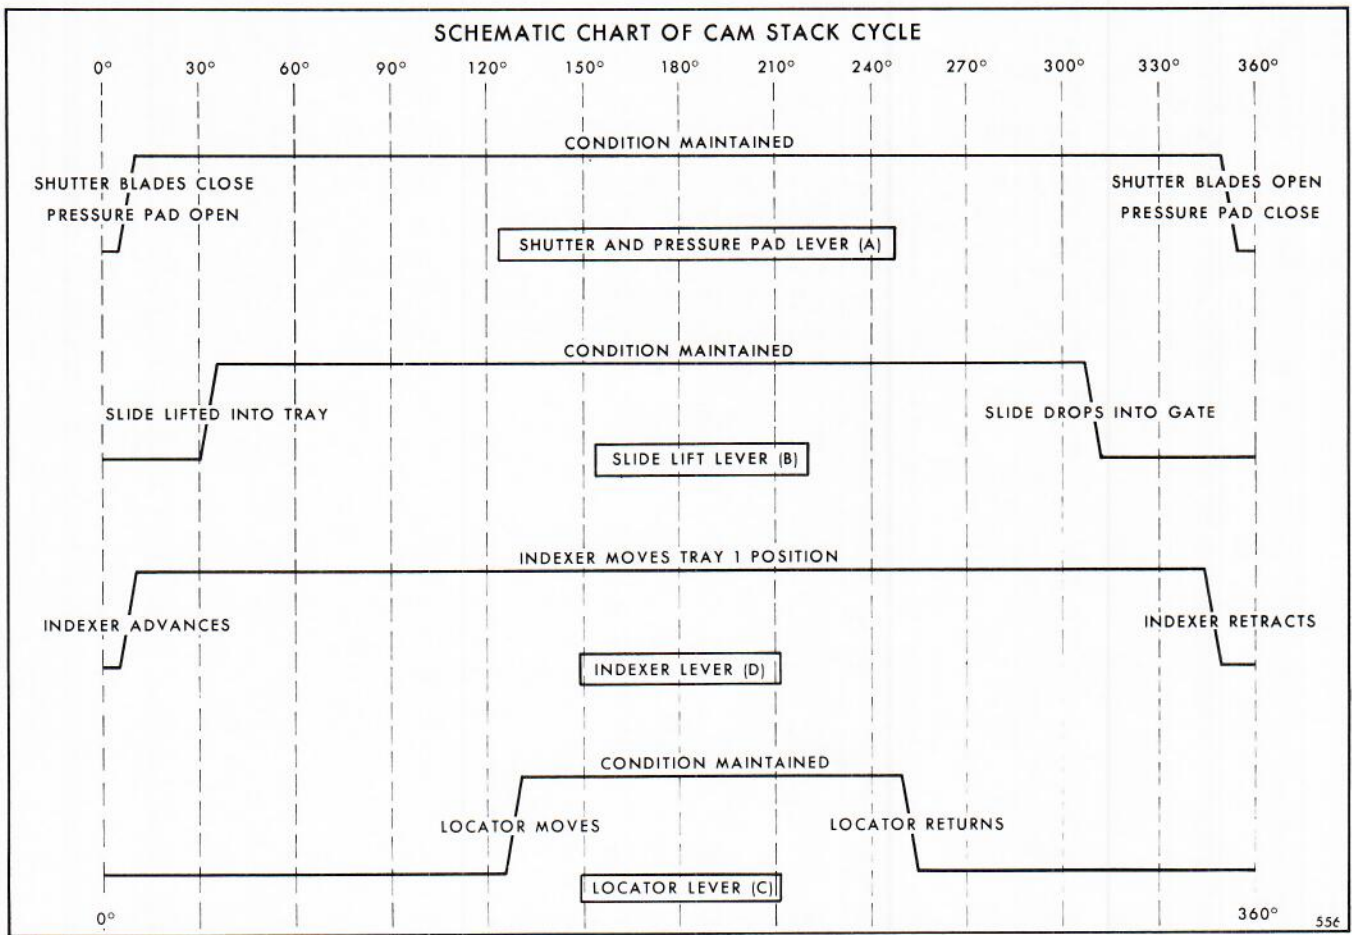 SCHEMATIC CHART OF CAM STACK CYCLE
0° 30° 60° 90° 120° 150° 180° 210° 240° 270° 300° 330° 360°
CONDITION MAINTAINED
SHUTTER BLADES CLOSE
PRESSURE PAD OPEN
SHUTTER BLADES OPEN
PRESSURE PAD CLOSE
SHUTTER AND PRESSURE PAD LEVER (A)
CONDITION MAINTAINED
SLIDE LIFTED INTO TRAY
SLIDE DROPS INTO GATE
SLIDE LIFT LEVER (B)
INDEXER MOVES TRAY 1 POSITION
INDEXER ADVANCES
INDEXER RETRACTS
INDEXER LEVER (D)
CONDITION MAINTAINED
LOCATOR MOVES
LOCATOR RETURNS
LOCATOR LEVER (C)
0°
360°